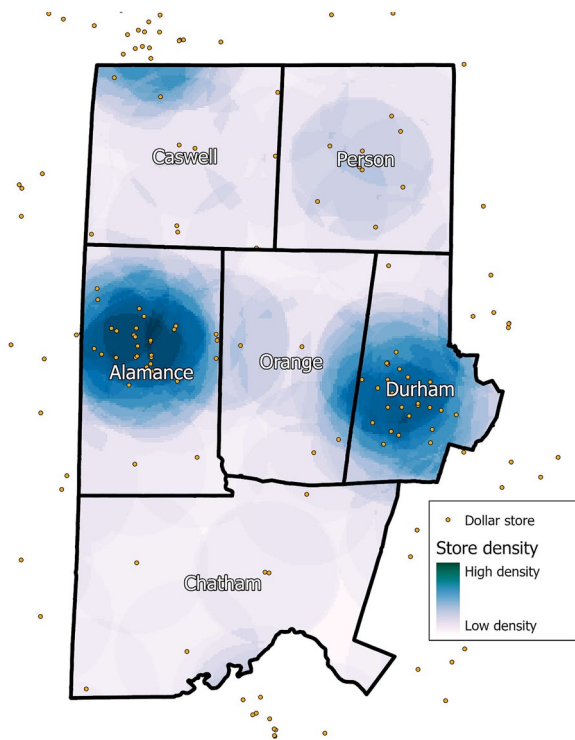 Caswell
Person
Alamance
Orange
Durham
Chatham
Dollar store
Store density
High density
Low density